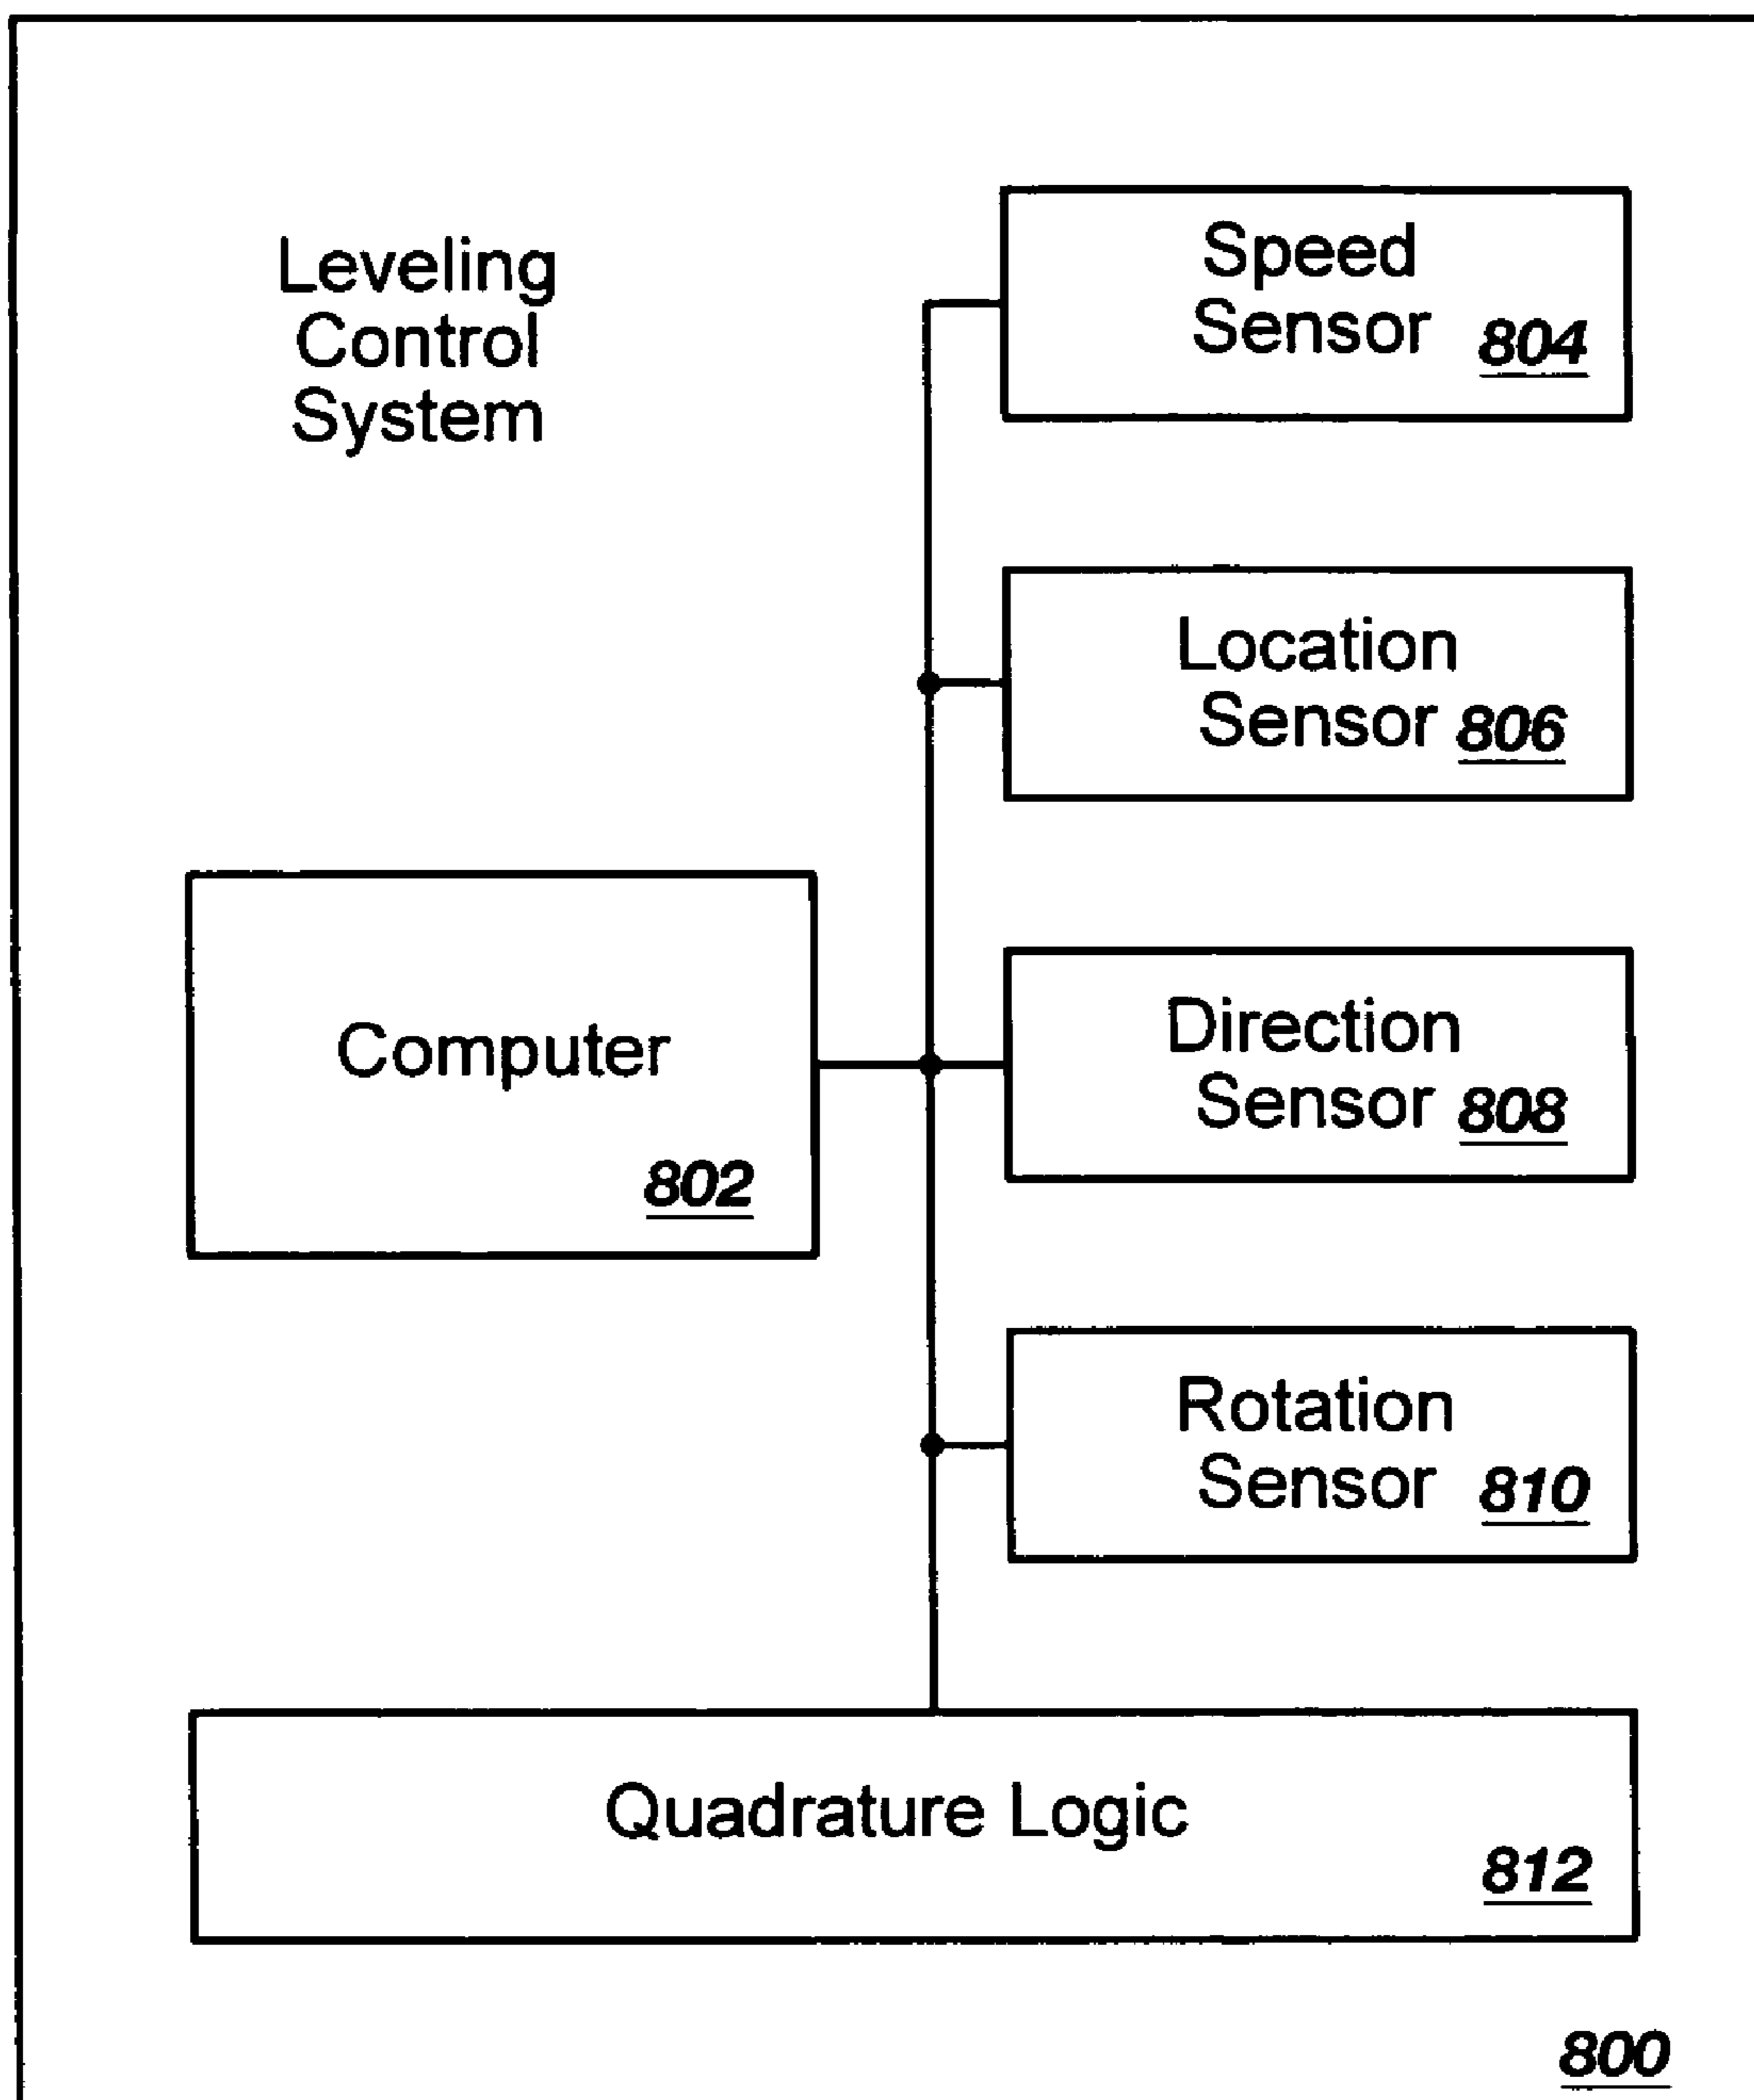 Leveling
Control
System
Speed
Sensor 804
Location
Sensor 806
Computer
802
Direction
Sensor 808
Rotation
Sensor 810
Quadrature Logic
812
800